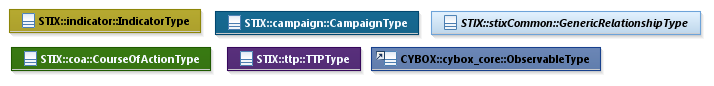 STIX::indicator::IndicatorType
STIX::campaign::CampaignType
STIX::stixCommon::GenericRelationshipType
STIX::coa::CourseOfActionType
STIX::ttp::TTPType
CYBOX::cybox_core::ObservableType